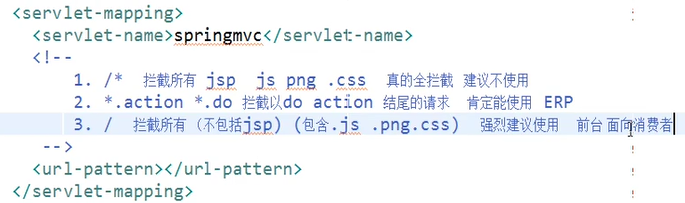 <servlet-mapping>
<servlet-name>springmvc</servlet-name>
<!--
1. /* 拦截所有 jsp js png .css 真的全拦截 建议不使用
2. *.action *.do 拦截以do action 结尾的请求 肯定能使用 ERP
3. / 拦截所有 (不包括jsp) (包含.js .png.css) 强烈建议使用 前台 面向消费者
-->
<url-pattern></url-pattern>
</servlet-mapping>